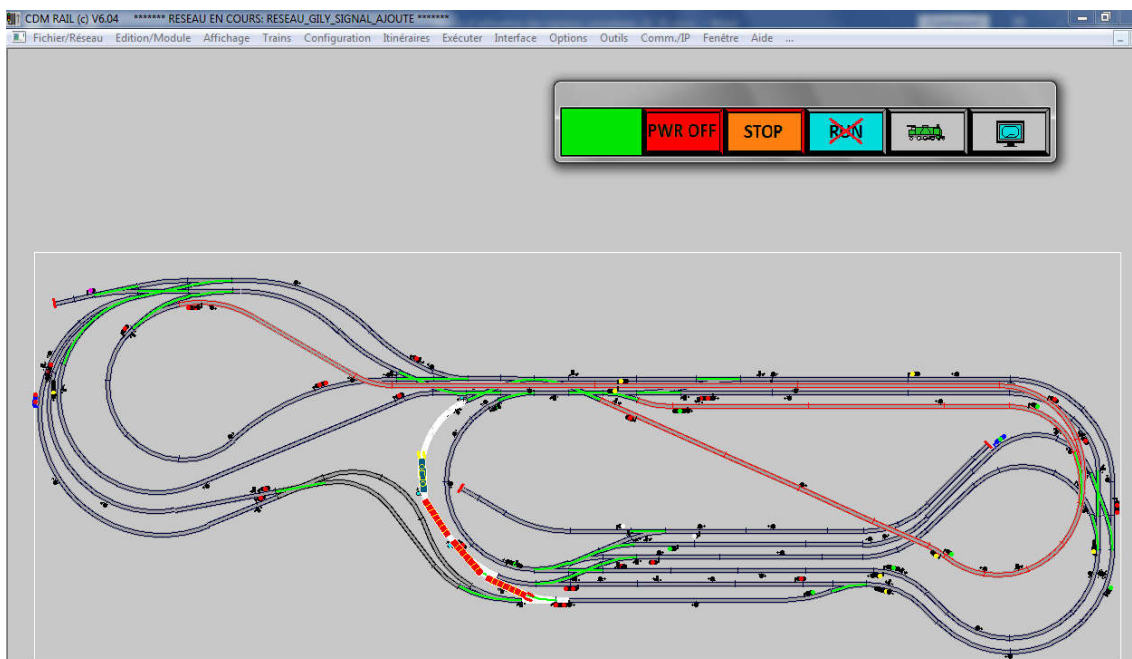 CDM RAIL (c) V6.04 ******* RESEAU EN COURS: RESEAU_GILY_SIGNAL_AJOUTE *******
Fichier/Réseau Edition/Module Affichage Trains Configuration Itinéraires Exécuter Interface Options Outils Comm./IP Fenêtre Aide ...
PWR OFF STOP RUN